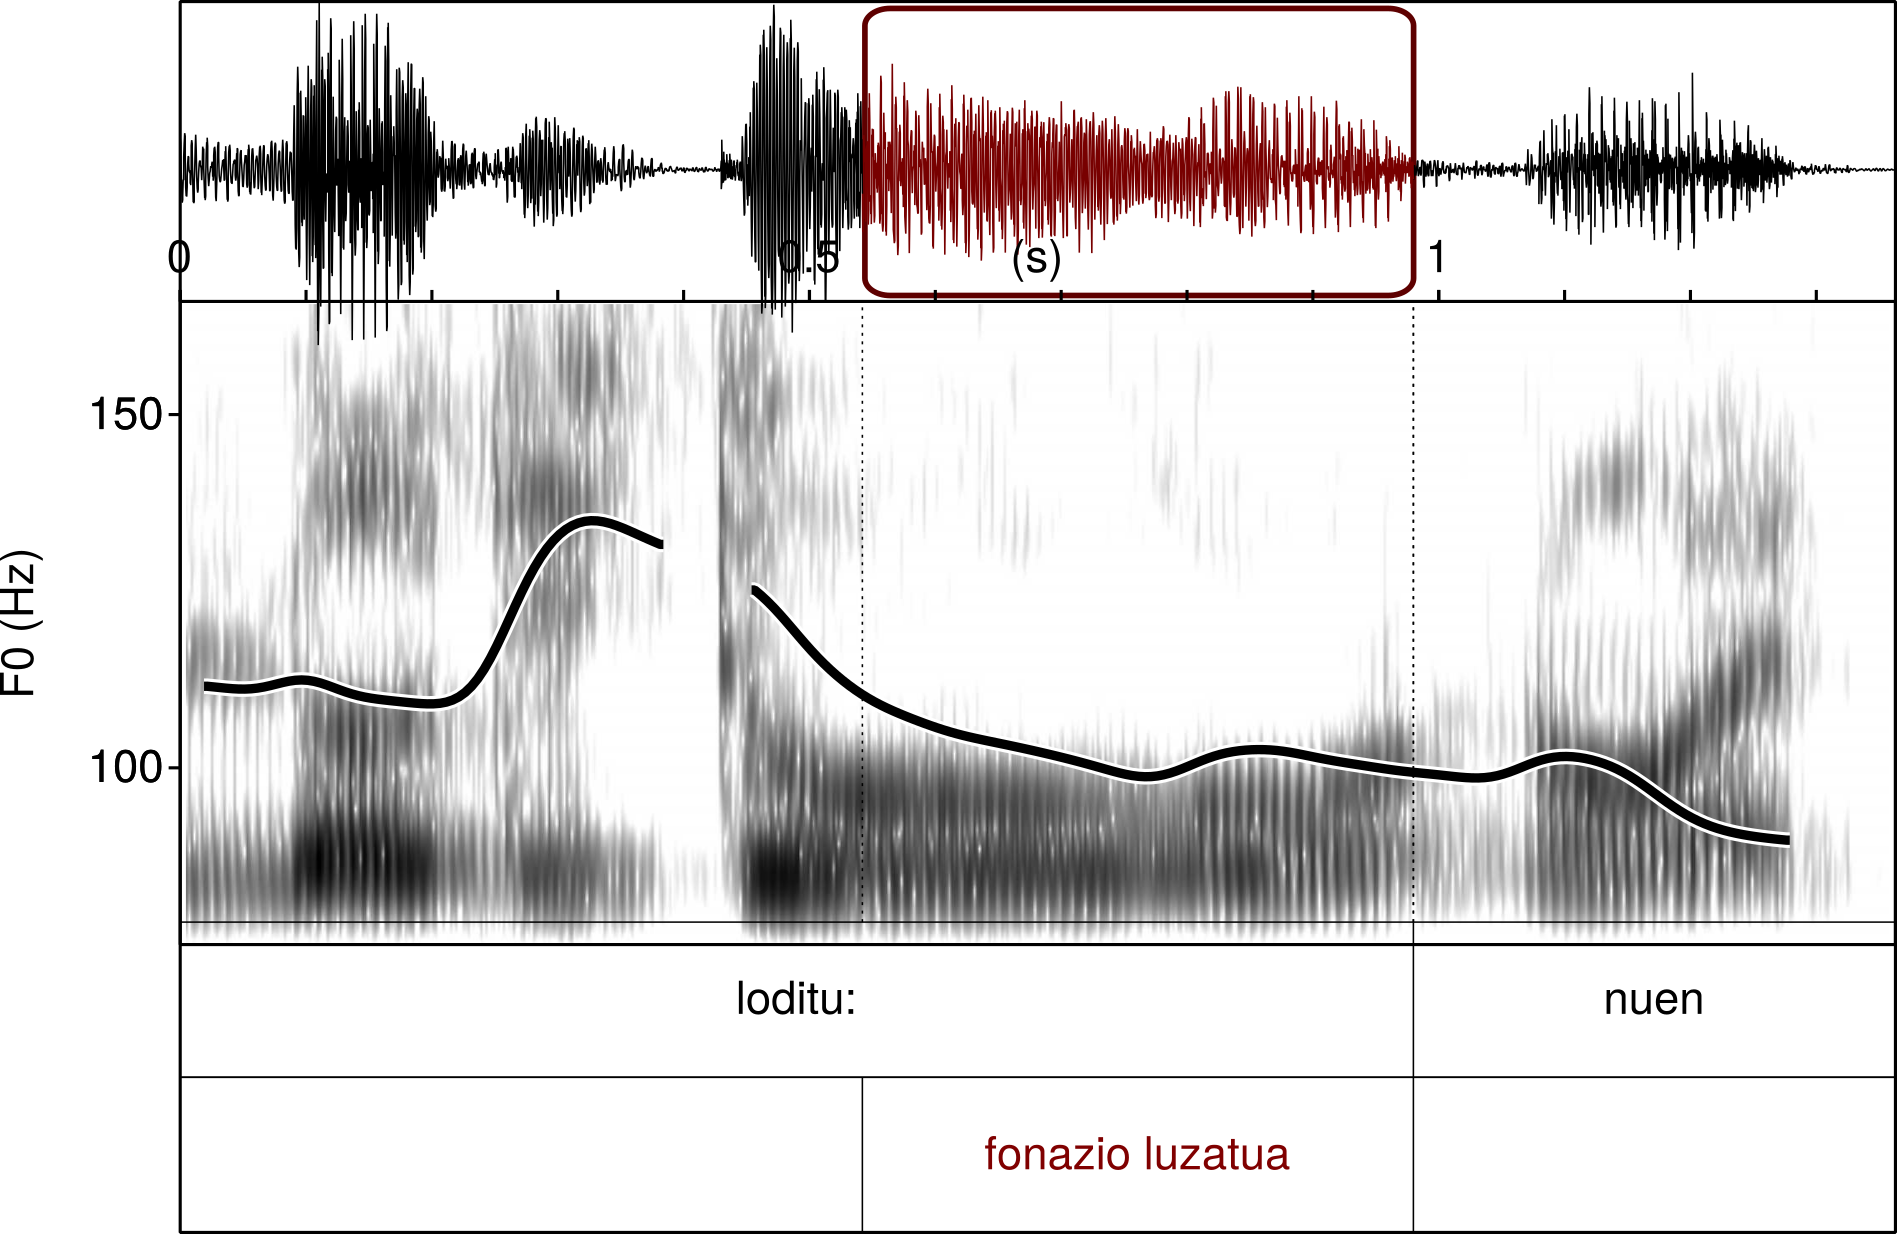 0 0.5 (s) 1
150
100
F0 (Hz)
loditu: nuen
fonazio luzatua